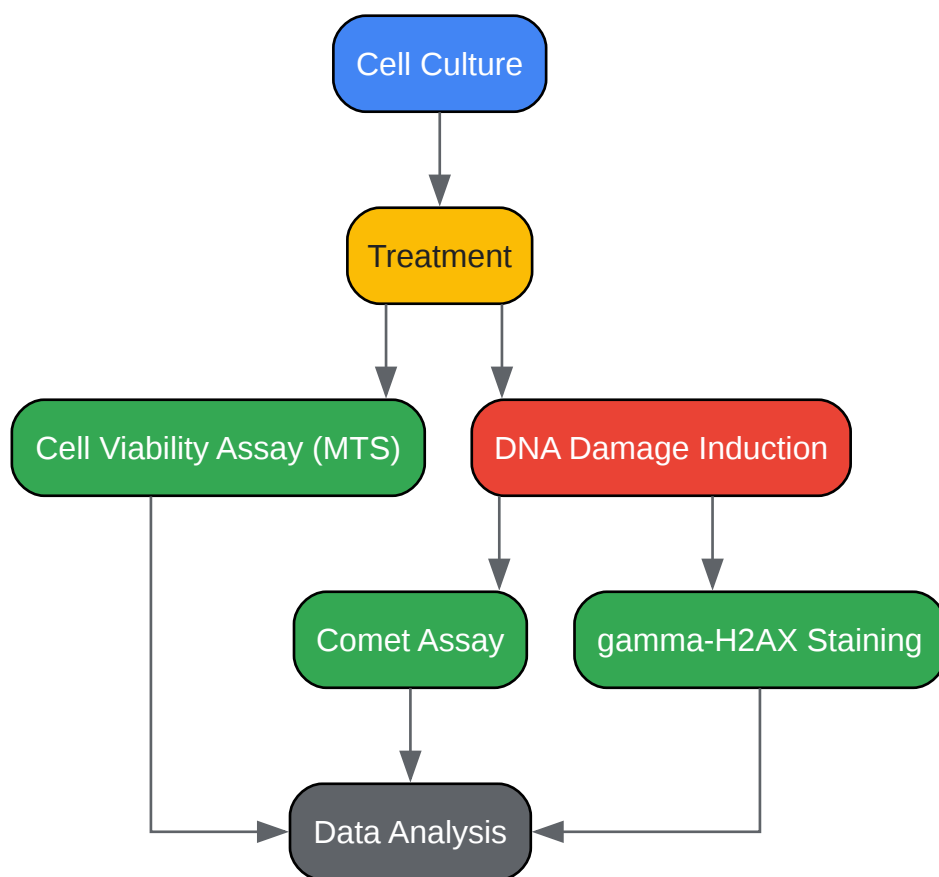 Cell Culture
Treatment
Cell Viability Assay (MTS)
DNA Damage Induction
Comet Assay
gamma-H2AX Staining
Data Analysis